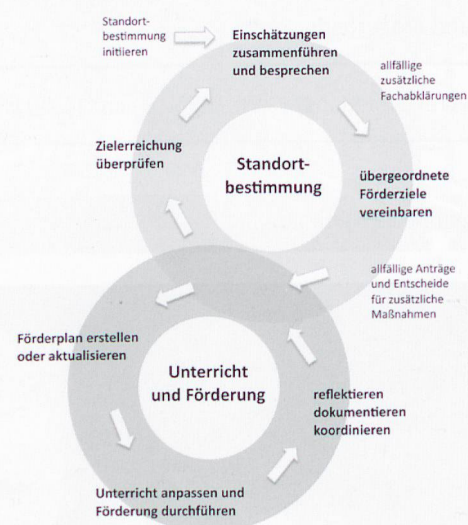 Standort-
bestimmung
initiieren
Einschätzungen
zusammenführen
und besprechen
allfällige
zusätzliche
Fachabklärungen
Zielerreichung
überprüfen
Standort-
bestimmung
übergeordnete
Förderziele
vereinbaren
allfällige Anträge
und Entscheide
für zusätzliche
Maßnahmen
Förderplan erstellen
oder aktualisieren
Unterricht
und Förderung
reflektieren
dokumentieren
koordinieren
Unterricht anpassen und
Förderung durchführen